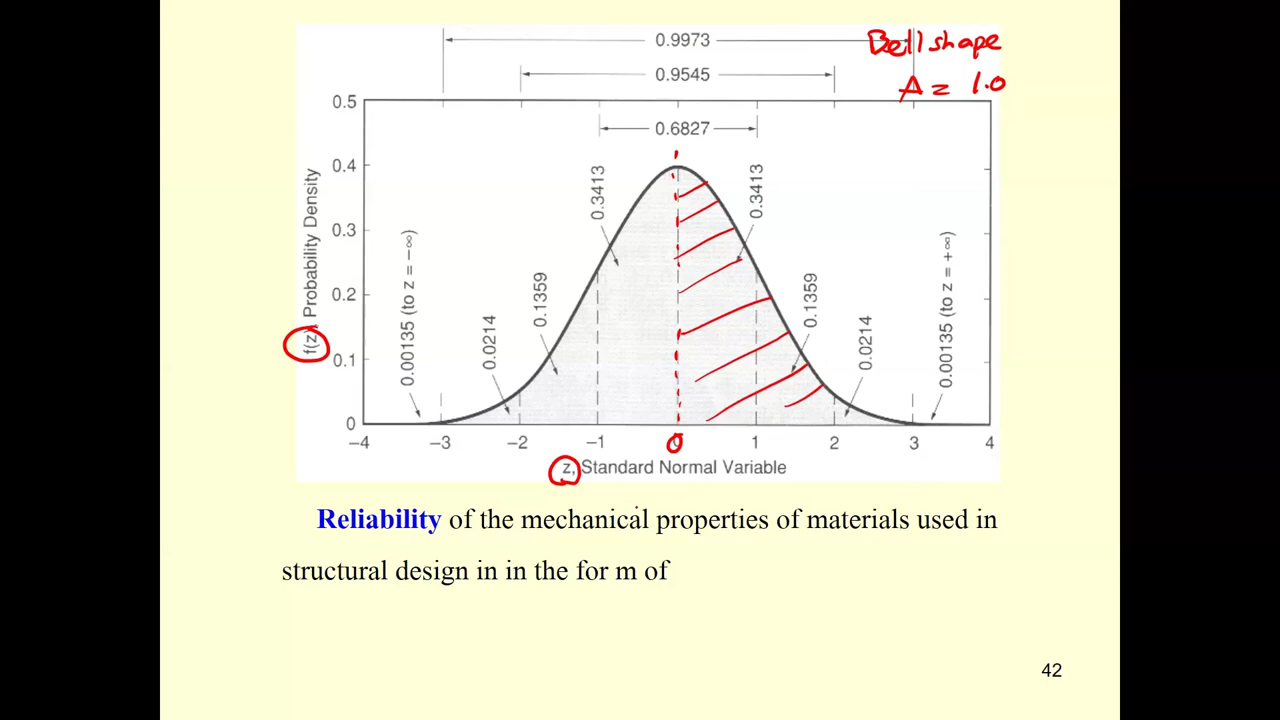 0.9973
Bell shape
0.9545
A = 1.0
0.5
0.6827
0.4
0.3
0.2
0.1
0
f(z), Probability Density
0.00135 (to z = −∞)
0.0214
0.1359
0.3413
0.3413
0.1359
0.0214
0.00135 (to z = +∞)
−4 −3 −2 −1 0 1 2 3 4
z, Standard Normal Variable
Reliability of the mechanical properties of materials used in
structural design in in the for m of
42